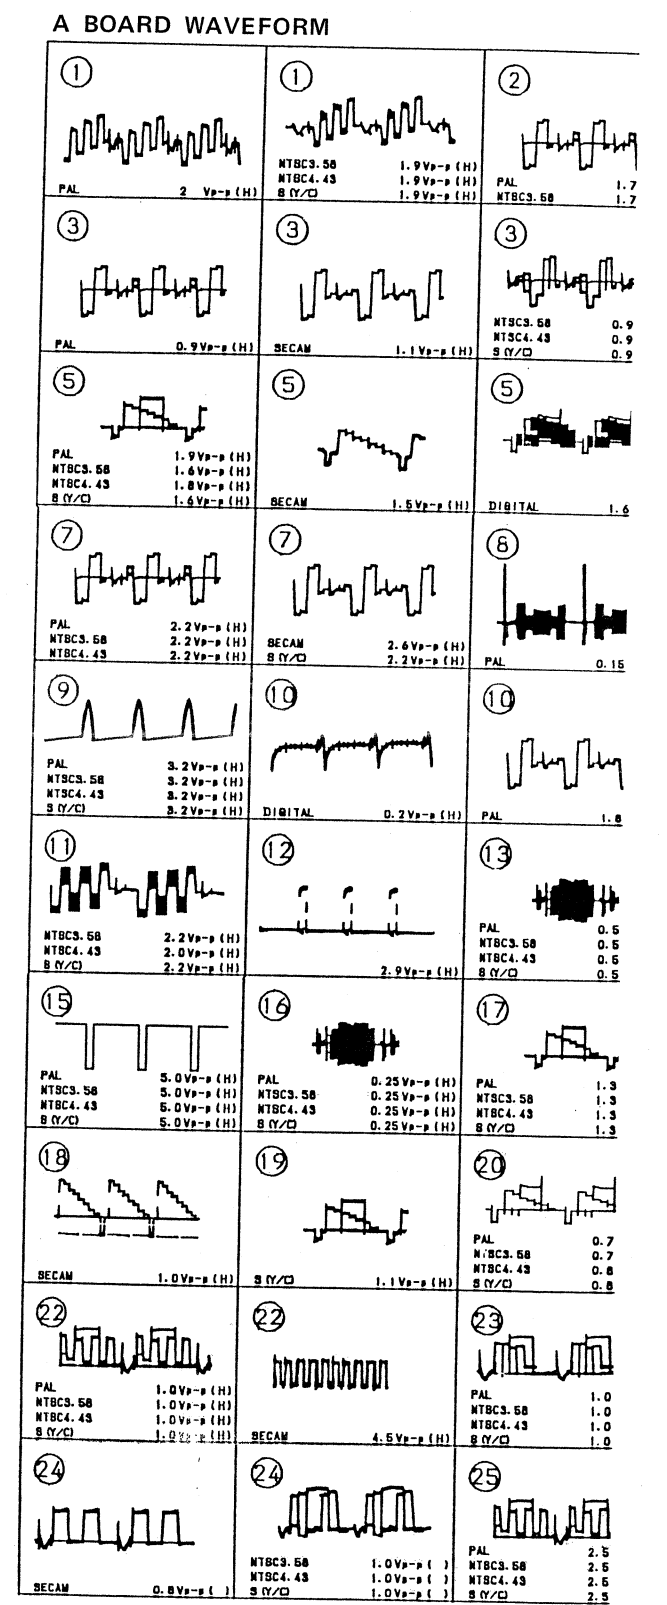 A BOARD WAVEFORM
1
PAL 2 Vp-p (H)
1
NTSC3.58 1.9Vp-p (H)
NTSC4.43 1.9Vp-p (H)
S (Y/C) 1.9Vp-p (H)
2
PAL 1.7
NTSC3.58 1.7
3
PAL 0.9Vp-p (H)
3
SECAM 1.1Vp-p (H)
3
NTSC3.58 0.9
NTSC4.43 0.9
S (Y/C) 0.9
5
PAL 1.9Vp-p (H)
NTSC3.58 1.6Vp-p (H)
NTSC4.43 1.8Vp-p (H)
S (Y/C) 1.6Vp-p (H)
5
SECAM 1.5Vp-p (H)
5
DIGITAL 1.6
7
PAL 2.2Vp-p (H)
NTSC3.58 2.2Vp-p (H)
NTSC4.43 2.2Vp-p (H)
7
SECAM 2.6Vp-p (H)
S (Y/C) 2.2Vp-p (H)
8
PAL 0.15
9
PAL 3.2Vp-p (H)
NTSC3.58 3.2Vp-p (H)
NTSC4.43 3.2Vp-p (H)
S (Y/C) 3.2Vp-p (H)
10
DIGITAL 0.2Vp-p (H)
10
PAL 1.8
11
NTSC3.58 2.2Vp-p (H)
NTSC4.43 2.0Vp-p (H)
S (Y/C) 2.2Vp-p (H)
12
2.9Vp-p (H)
13
PAL 0.5
NTSC3.58 0.5
NTSC4.43 0.5
S (Y/C) 0.5
15
PAL 5.0Vp-p (H)
NTSC3.58 5.0Vp-p (H)
NTSC4.43 5.0Vp-p (H)
S (Y/C) 5.0Vp-p (H)
16
PAL 0.25Vp-p (H)
NTSC3.58 0.25Vp-p (H)
NTSC4.43 0.25Vp-p (H)
S (Y/C) 0.25Vp-p (H)
17
PAL 1.3
NTSC3.58 1.3
NTSC4.43 1.3
S (Y/C) 1.3
18
SECAM 1.0Vp-p (H)
19
S (Y/C) 1.1Vp-p (H)
20
PAL 0.7
NTSC3.58 0.7
NTSC4.43 0.8
S (Y/C) 0.8
22
PAL 1.0Vp-p (H)
NTSC3.58 1.0Vp-p (H)
NTSC4.43 1.0Vp-p (H)
S (Y/C) 1.0Vp-p (H)
22
SECAM 4.5Vp-p (H)
23
PAL 1.0
NTSC3.58 1.0
NTSC4.43 1.0
S (Y/C) 1.0
24
SECAM 0.8Vp-p ( )
24
NTSC3.58 1.0Vp-p ( )
NTSC4.43 1.0Vp-p ( )
S (Y/C) 1.0Vp-p ( )
25
PAL 2.5
NTSC3.58 2.5
NTSC4.43 2.5
S (Y/C) 2.5